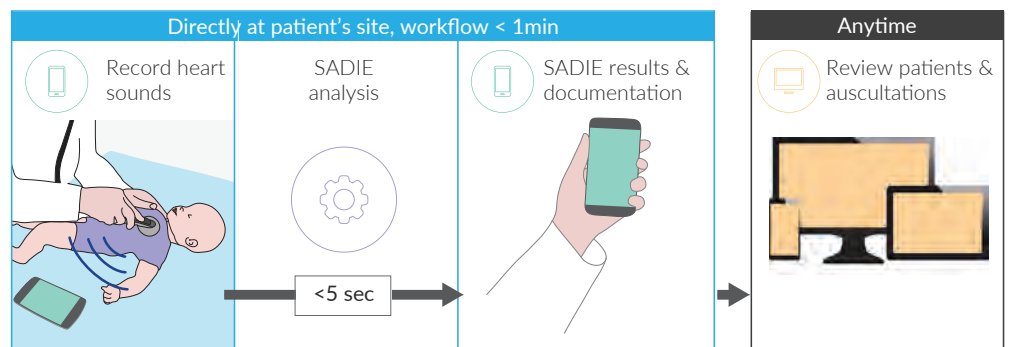 Directly at patient's site, workflow < 1min
Anytime
Record heart
sounds
SADIE
analysis
SADIE results &
documentation
Review patients &
auscultations
<5 sec